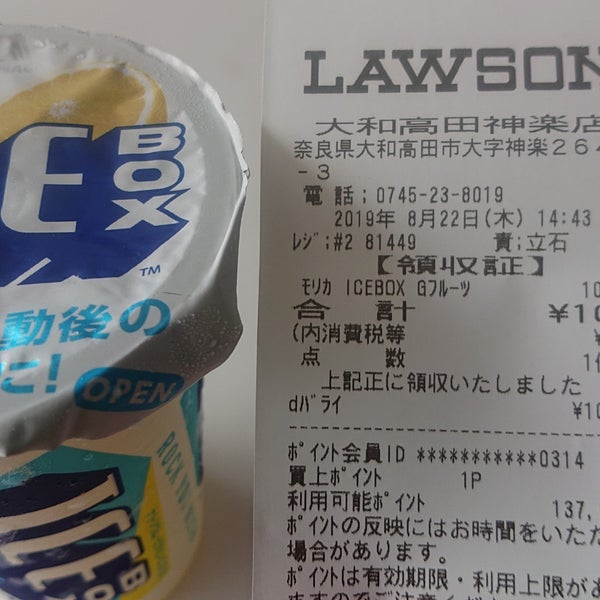 E BOX
TM
動後の
に!
OPEN
ICE BO
LAWSON
大和高田神楽店
奈良県大和高田市大字神楽264
-3
電 話;0745-23-8019
2019年 8月22日(木) 14:43
レジ;#2 81449 責;立石
【領収証】
モリカ ICEBOX Gフルーツ 10
合 計 ¥10
(内消費税等 ¥
点 数 1
上記正に領収いたしました
dバライ ¥10
ポイント会員ID ***********0314
買上ポイント 1P
利用可能ポイント 137,
ポイントの反映にはお時間をいただ
場合があります。
ポイントは有効期限・利用上限があ